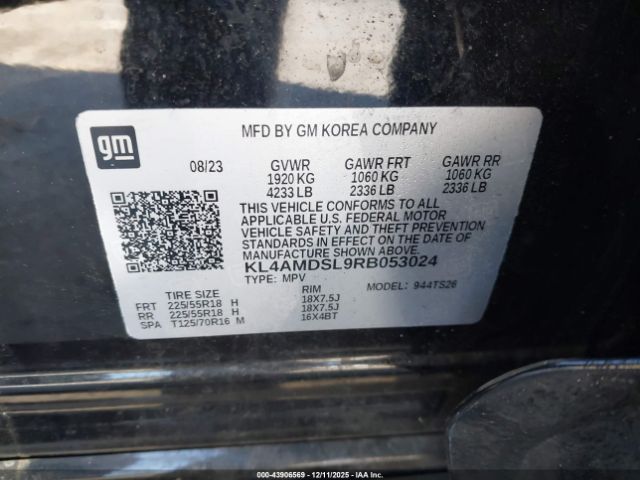 gm
MFD BY GM KOREA COMPANY
08/23 GVWR GAWR FRT GAWR RR
1920 KG 1060 KG 1060 KG
4233 LB 2336 LB 2336 LB
THIS VEHICLE CONFORMS TO ALL
APPLICABLE U.S. FEDERAL MOTOR
VEHICLE SAFETY AND THEFT PREVENTION
STANDARDS IN EFFECT ON THE DATE OF
MANUFACTURE SHOWN ABOVE.
KL4AMDSL9RB053024
TYPE: MPV MODEL: 944TS26
TIRE SIZE RIM
FRT 225/55R18 H 18X7.5J
RR 225/55R18 H 18X7.5J
SPA T125/70R16 M 16X4BT
© 2025 - #43906569 - 12/11/2025 - IAA Inc.